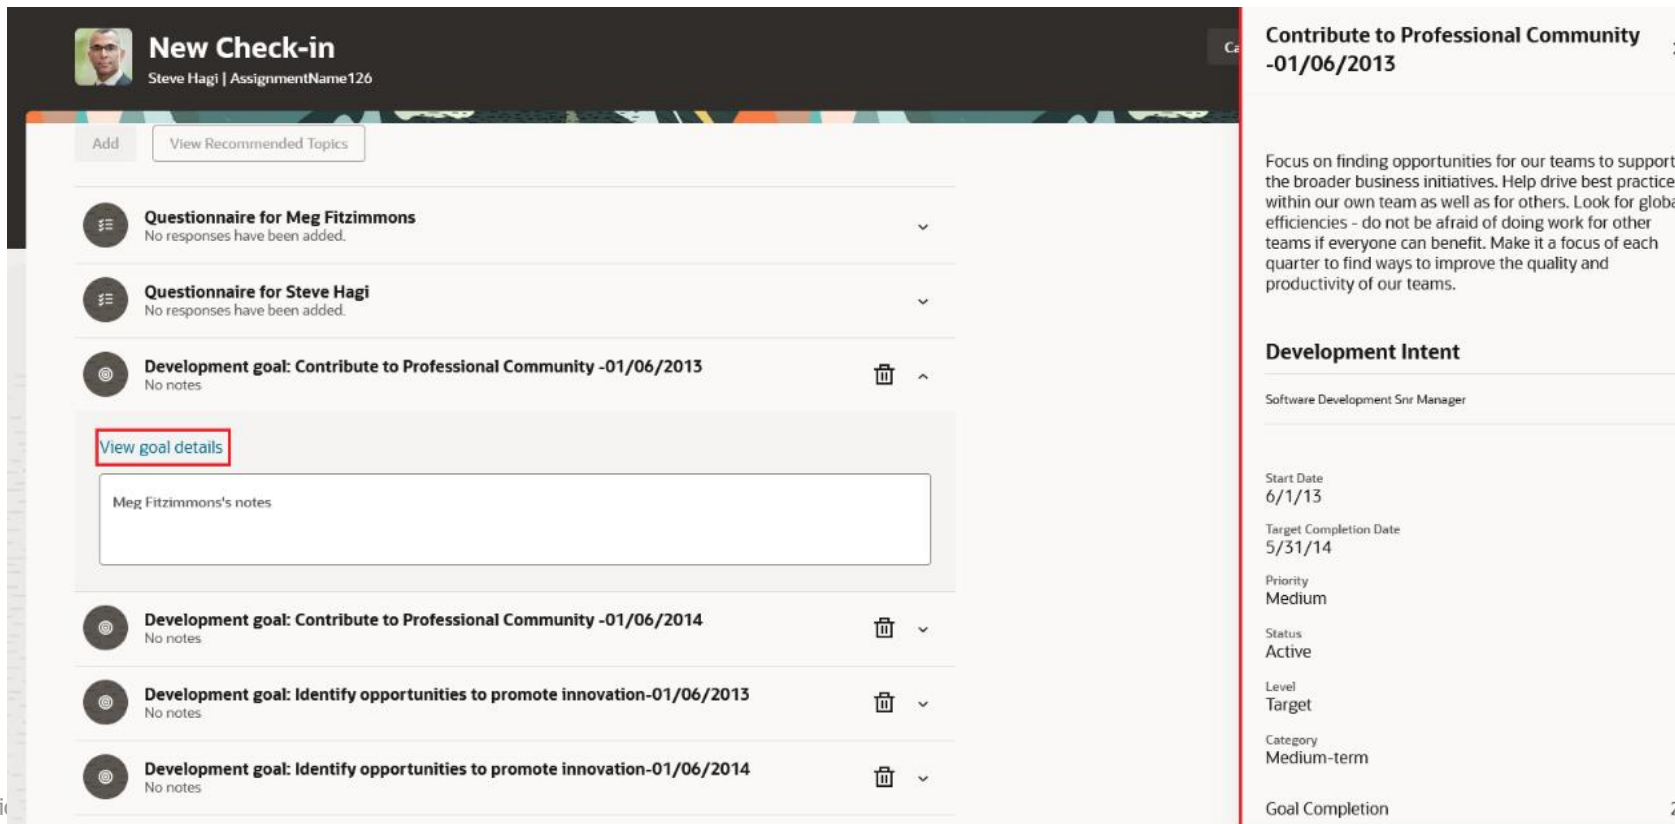 New Check-in
Steve Hagi | AssignmentName126
Add
View Recommended Topics
Questionnaire for Meg Fitzimmons
No responses have been added.
Questionnaire for Steve Hagi
No responses have been added.
Development goal: Contribute to Professional Community -01/06/2013
No notes
View goal details
Meg Fitzimmons's notes
Development goal: Contribute to Professional Community -01/06/2014
No notes
Development goal: Identify opportunities to promote innovation-01/06/2013
No notes
Development goal: Identify opportunities to promote innovation-01/06/2014
No notes
Contribute to Professional Community
-01/06/2013
Focus on finding opportunities for our teams to support
the broader business initiatives. Help drive best practice
within our own team as well as for others. Look for
efficiencies - do not be afraid of doing work for other
teams if everyone can benefit. Make it a focus of each
quarter to find ways to improve the quality and
productivity of our teams.
Development Intent
Software Development Snr Manager
Start Date
6/1/13
Target Completion Date
5/31/14
Priority
Medium
Status
Active
Level
Target
Category
Medium-term
Goal Completion